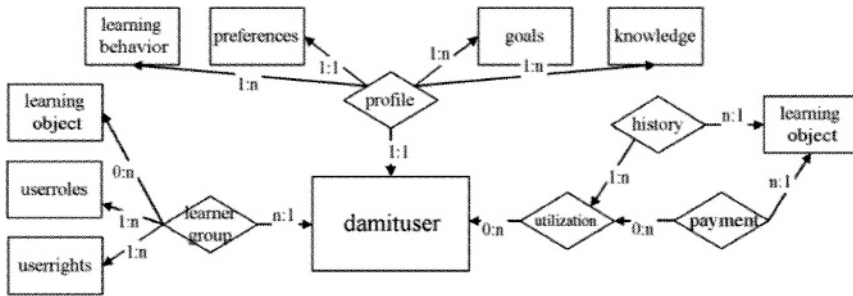 learning
behavior
preferences
goals
knowledge
1:n
1:1
1:n
1:n
profile
learning
object
history
n:1
learning
object
1:1
0:n
1:n
n:1
userroles
1:n
learner
group
n:1
damituser
0:n
utilization
0:n
payment
1:n
userrights